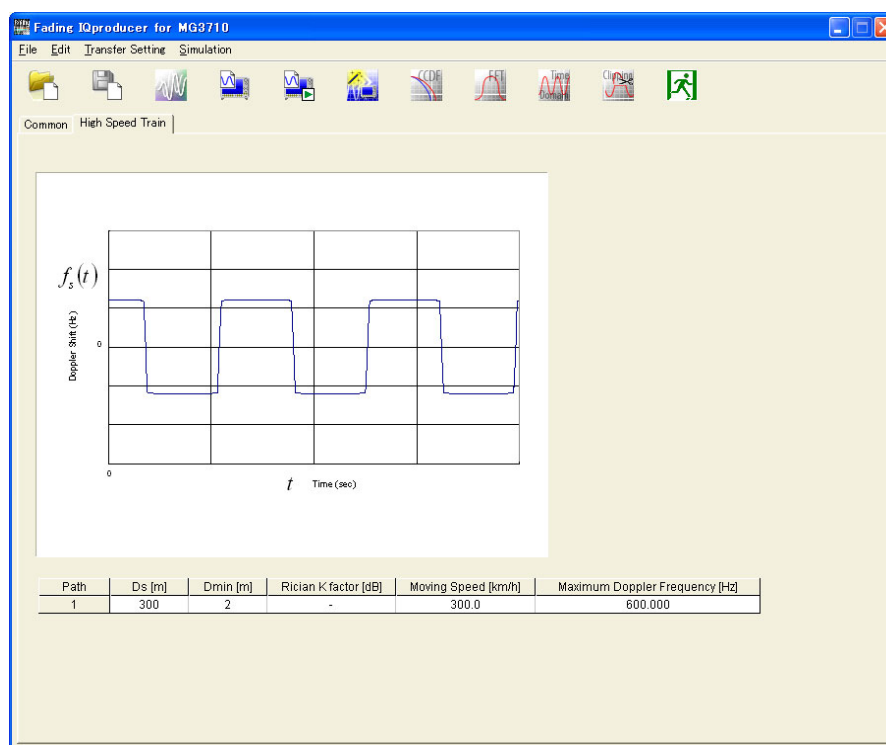 Fading IQproducer for MG3710
File Edit Transfer Setting Simulation
CCDF FFT Time Domain Clipping
Common High Speed Train
fs(t)
Doppler Shift (Hz)
0
0
t Time (sec)
Path Ds [m] Dmin [m] Rician K factor [dB] Moving Speed [km/h] Maximum Doppler Frequency [Hz]
1 300 2 - 300.0 600.000